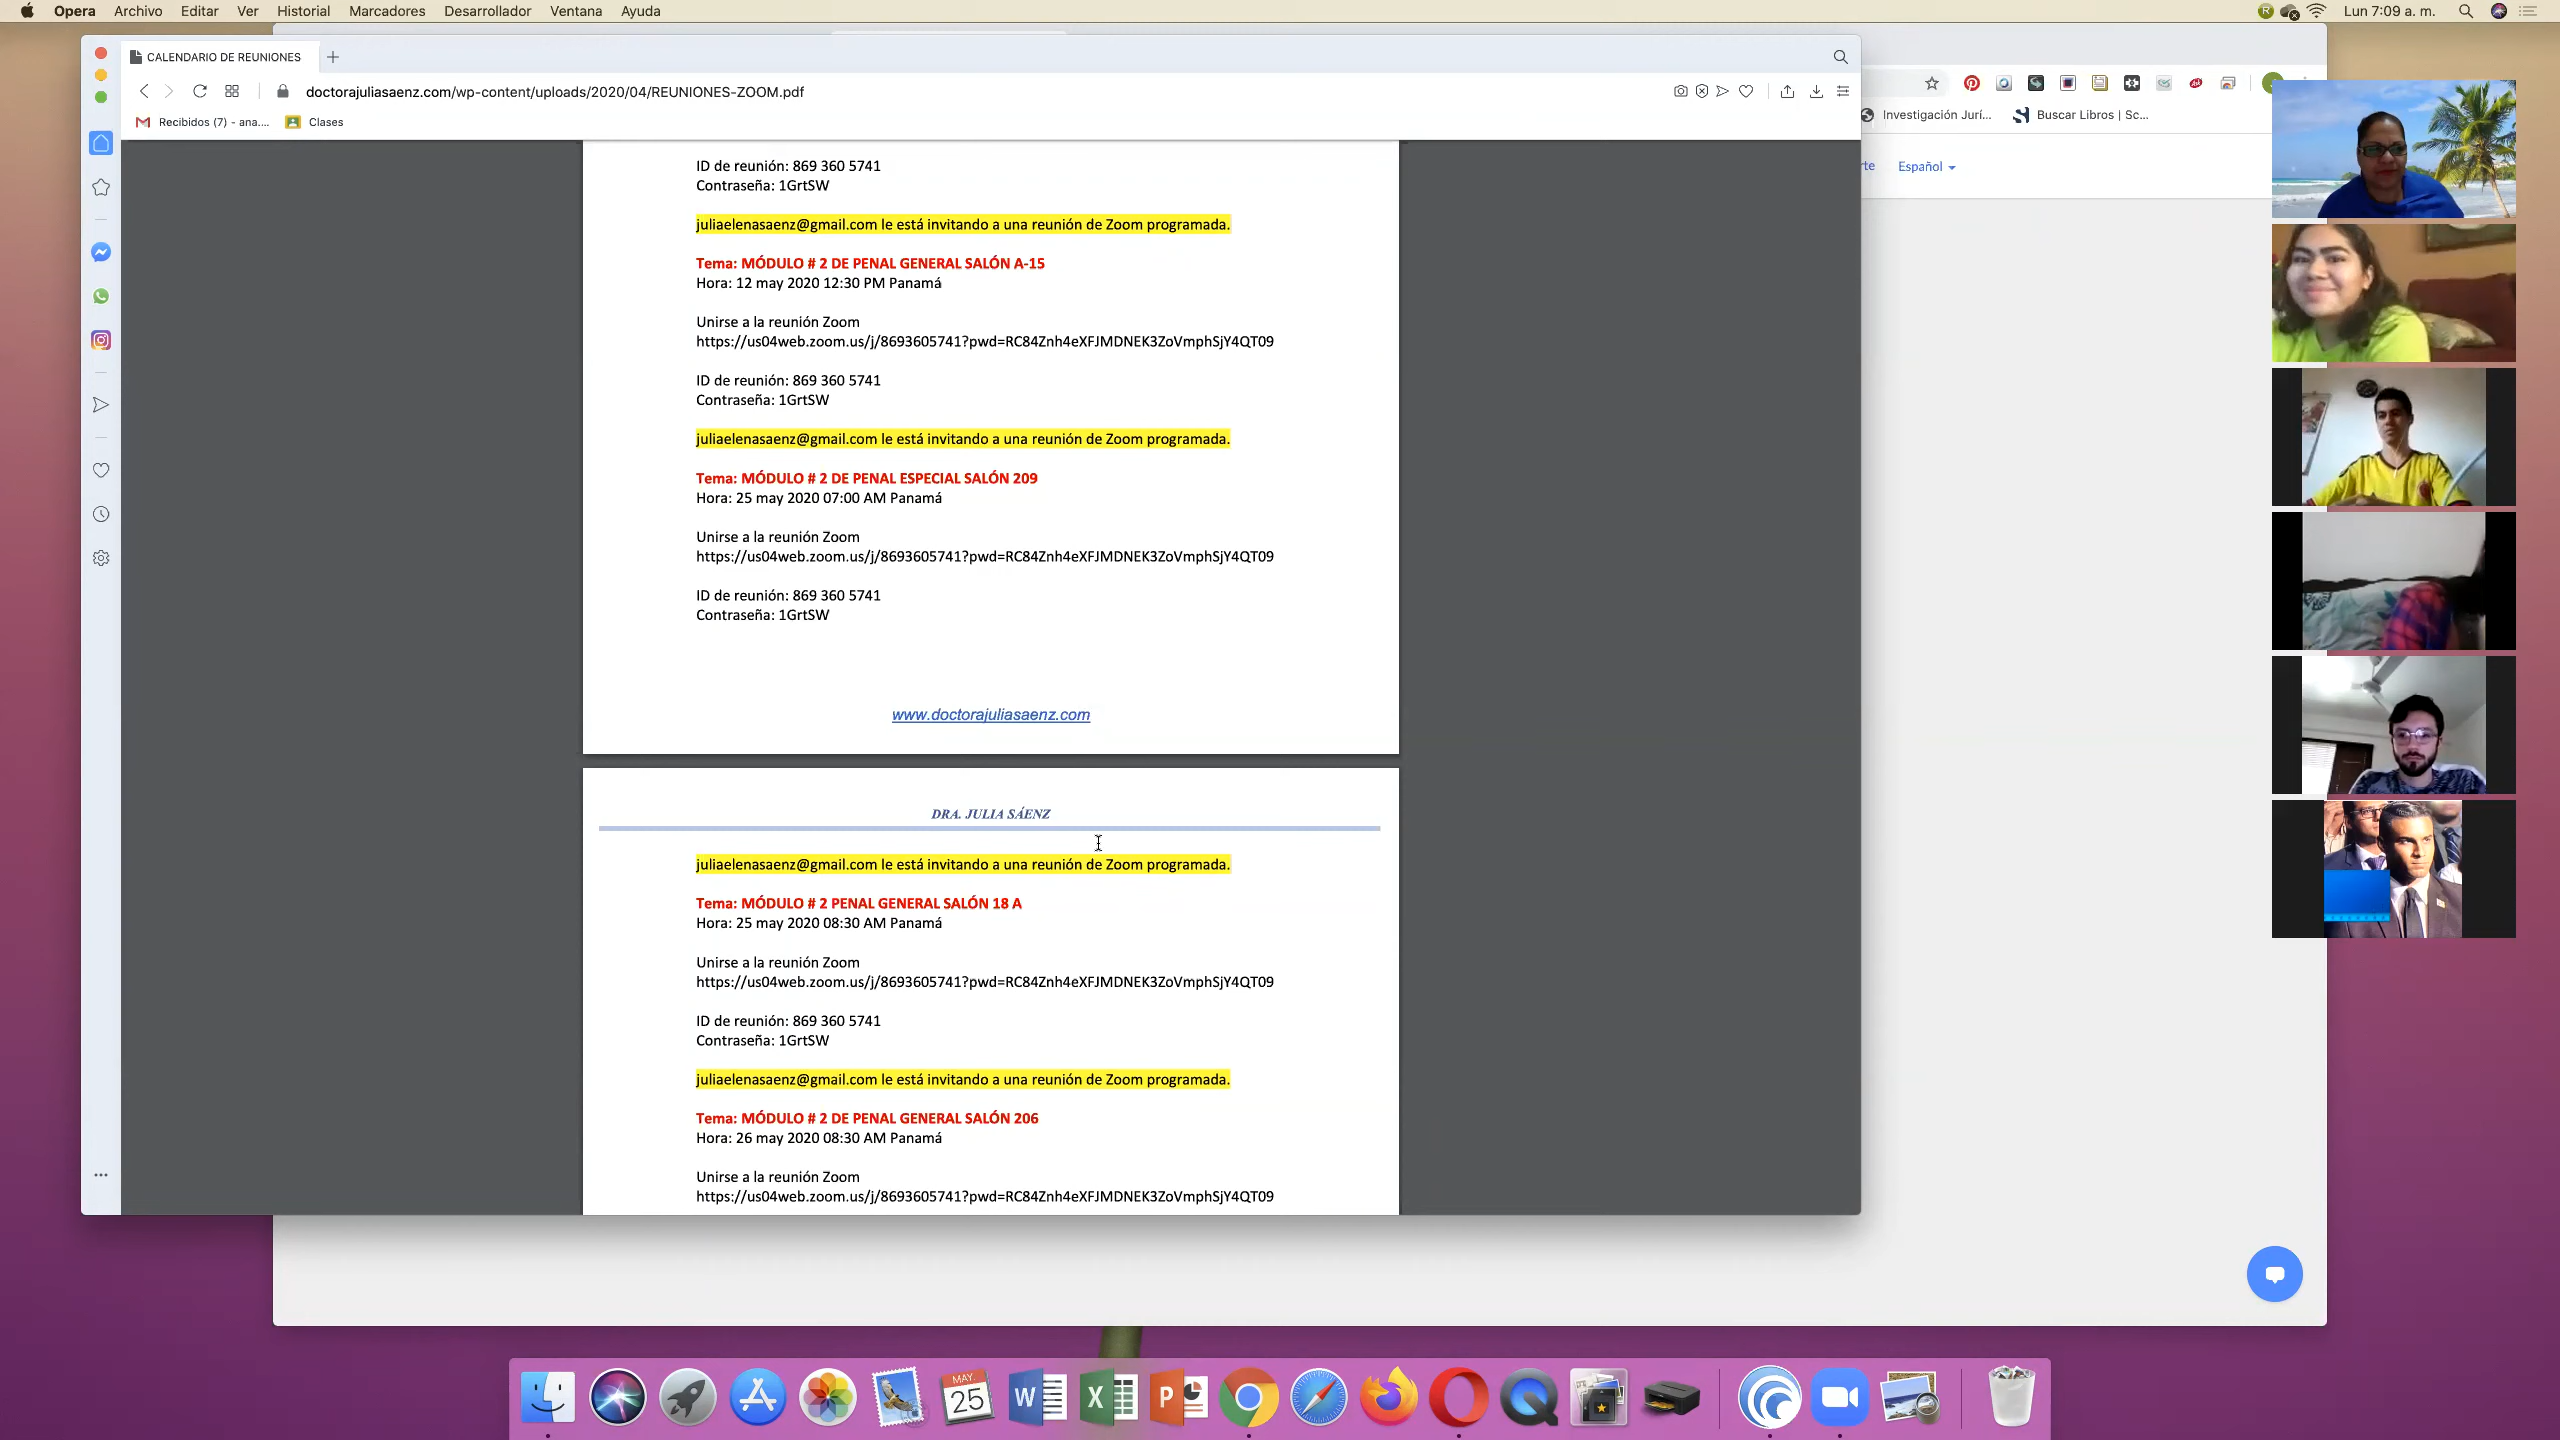 Opera Archivo Editar Ver Historial Marcadores Desarrollador Ventana Ayuda Lun 7:09 a. m.
CALENDARIO DE REUNIONES
doctorajuliasaenz.com/wp-content/uploads/2020/04/REUNIONES-ZOOM.pdf
Recibidos (7) - ana.... Clases
Investigación Jurí... Buscar Libros | Sc...
rte Español
ID de reunión: 869 360 5741
Contraseña: 1GrtSW
juliaelenasaenz@gmail.com le está invitando a una reunión de Zoom programada.
Tema: MÓDULO # 2 DE PENAL GENERAL SALÓN A-15
Hora: 12 may 2020 12:30 PM Panamá
Unirse a la reunión Zoom
https://us04web.zoom.us/j/8693605741?pwd=RC84Znh4eXFJMDNEK3ZoVmphSjY4QT09
ID de reunión: 869 360 5741
Contraseña: 1GrtSW
juliaelenasaenz@gmail.com le está invitando a una reunión de Zoom programada.
Tema: MÓDULO # 2 DE PENAL ESPECIAL SALÓN 209
Hora: 25 may 2020 07:00 AM Panamá
Unirse a la reunión Zoom
https://us04web.zoom.us/j/8693605741?pwd=RC84Znh4eXFJMDNEK3ZoVmphSjY4QT09
ID de reunión: 869 360 5741
Contraseña: 1GrtSW
www.doctorajuliasaenz.com
DRA. JULIA SÁENZ
juliaelenasaenz@gmail.com le está invitando a una reunión de Zoom programada.
Tema: MÓDULO # 2 PENAL GENERAL SALÓN 18 A
Hora: 25 may 2020 08:30 AM Panamá
Unirse a la reunión Zoom
https://us04web.zoom.us/j/8693605741?pwd=RC84Znh4eXFJMDNEK3ZoVmphSjY4QT09
ID de reunión: 869 360 5741
Contraseña: 1GrtSW
juliaelenasaenz@gmail.com le está invitando a una reunión de Zoom programada.
Tema: MÓDULO # 2 DE PENAL GENERAL SALÓN 206
Hora: 26 may 2020 08:30 AM Panamá
Unirse a la reunión Zoom
https://us04web.zoom.us/j/8693605741?pwd=RC84Znh4eXFJMDNEK3ZoVmphSjY4QT09
MAY.
25